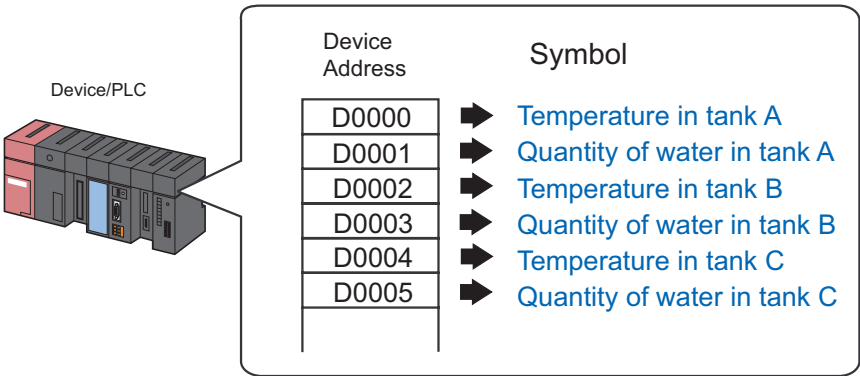 Device/PLC
Device
Address
Symbol
D0000
Temperature in tank A
D0001
Quantity of water in tank A
D0002
Temperature in tank B
D0003
Quantity of water in tank B
D0004
Temperature in tank C
D0005
Quantity of water in tank C